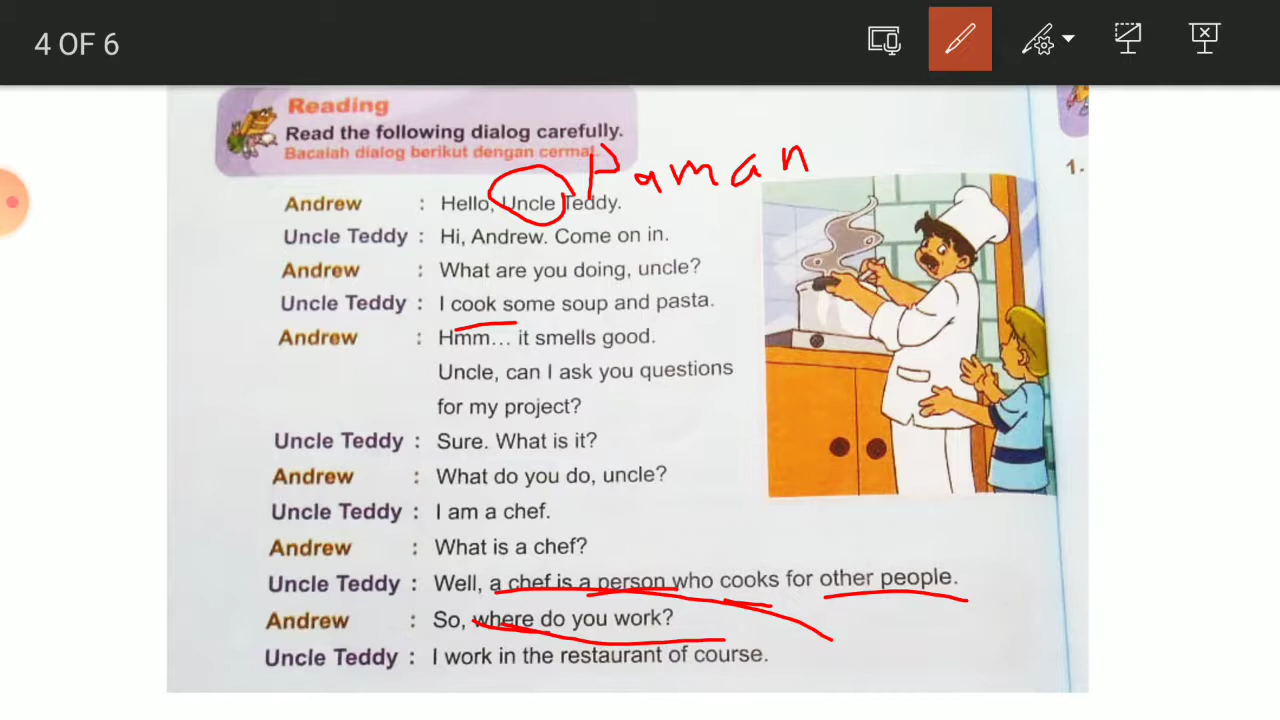 4 OF 6
Reading
Read the following dialog carefully.
Bacalah dialog berikut dengan cermat.
Paman
1.
Andrew : Hello, Uncle Teddy.
Uncle Teddy : Hi, Andrew. Come on in.
Andrew : What are you doing, uncle?
Uncle Teddy : I cook some soup and pasta.
Andrew : Hmm... it smells good.
Uncle, can I ask you questions
for my project?
Uncle Teddy : Sure. What is it?
Andrew : What do you do, uncle?
Uncle Teddy : I am a chef.
Andrew : What is a chef?
Uncle Teddy : Well, a chef is a person who cooks for other people.
Andrew : So, where do you work?
Uncle Teddy : I work in the restaurant of course.